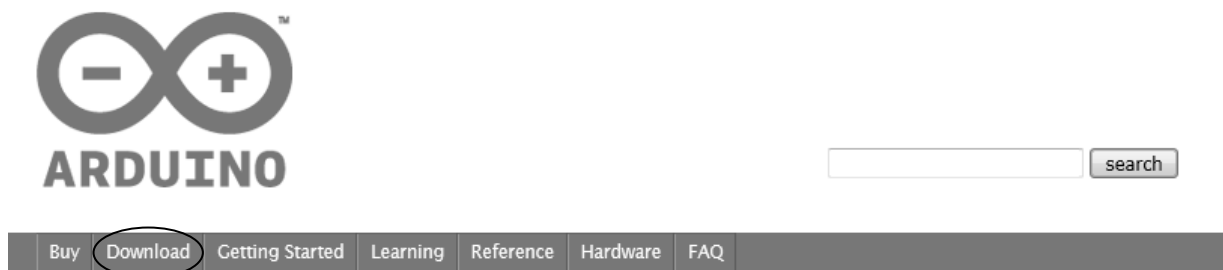 TM
ARDUINO
search
Buy Download Getting Started Learning Reference Hardware FAQ